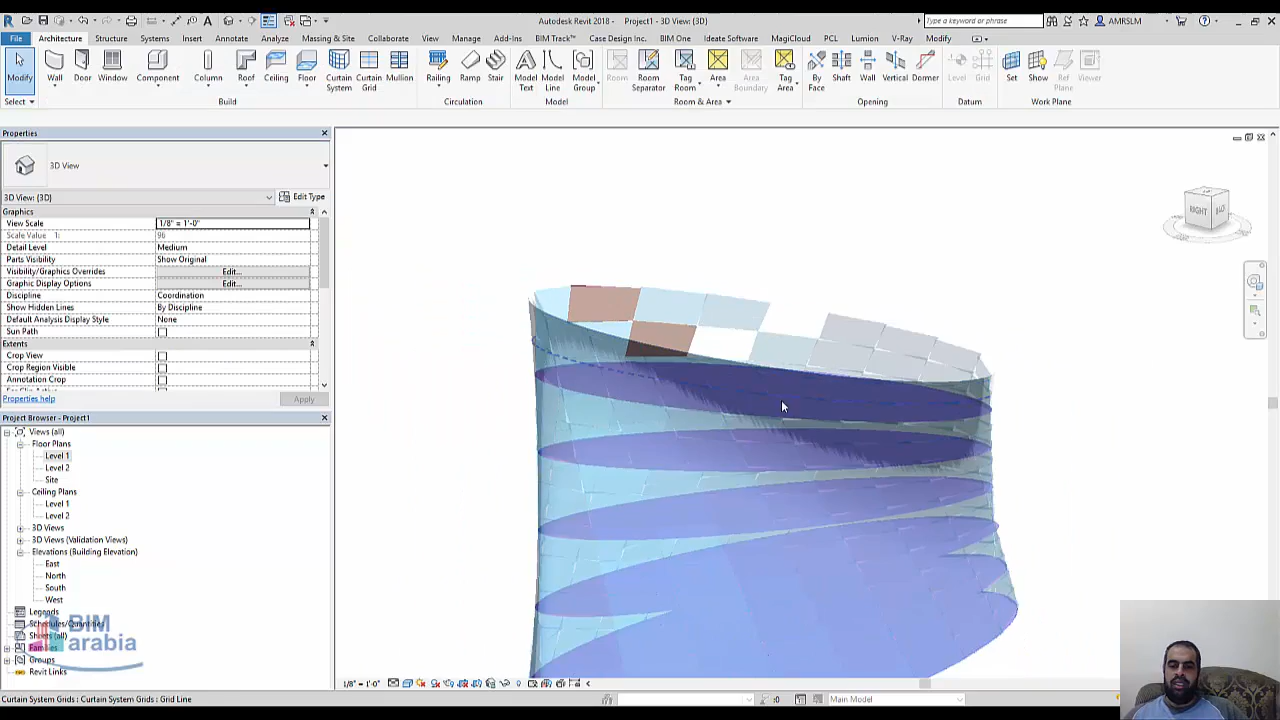 Autodesk Revit 2018 - Project1 - 3D View: {3D}
Type a keyword or phrase
AMRSLM
File Architecture Structure Systems Insert Annotate Analyze Massing & Site Collaborate View Manage Add-Ins BIM Track™ Case Design Inc. BIM One Ideate Software MagiCloud PCL Lumion V-Ray Modify
Modify Wall Door Window Component Column Roof Ceiling Floor Curtain System Curtain Grid Mullion Railing Ramp Stair Model Text Model Line Model Group Room Room Separator Tag Room Area Area Boundary Tag Area By Face Shaft Wall Vertical Dormer Level Grid Set Show Ref Plane Viewer
Select Build Circulation Model Room & Area Opening Datum Work Plane
Properties
3D View
3D View: {3D} Edit Type
Graphics
View Scale 1/8" = 1'-0"
Scale Value 1: 96
Detail Level Medium
Parts Visibility Show Original
Visibility/Graphics Overrides Edit...
Graphic Display Options Edit...
Discipline Coordination
Show Hidden Lines By Discipline
Default Analysis Display Style None
Sun Path
Extents
Crop View
Crop Region Visible
Annotation Crop
Properties help Apply
Project Browser - Project1
Views (all)
Floor Plans
Level 1
Level 2
Site
Ceiling Plans
Level 1
Level 2
3D Views
3D Views (Validation Views)
Elevations (Building Elevation)
East
North
South
West
Legends
Schedules/Quantities
Sheets (all)
Families
Groups
Revit Links
BIM
arabia
RIGHT BACK
1/8" = 1'-0"
Curtain System Grids : Curtain System Grids : Grid Line
:0 Main Model